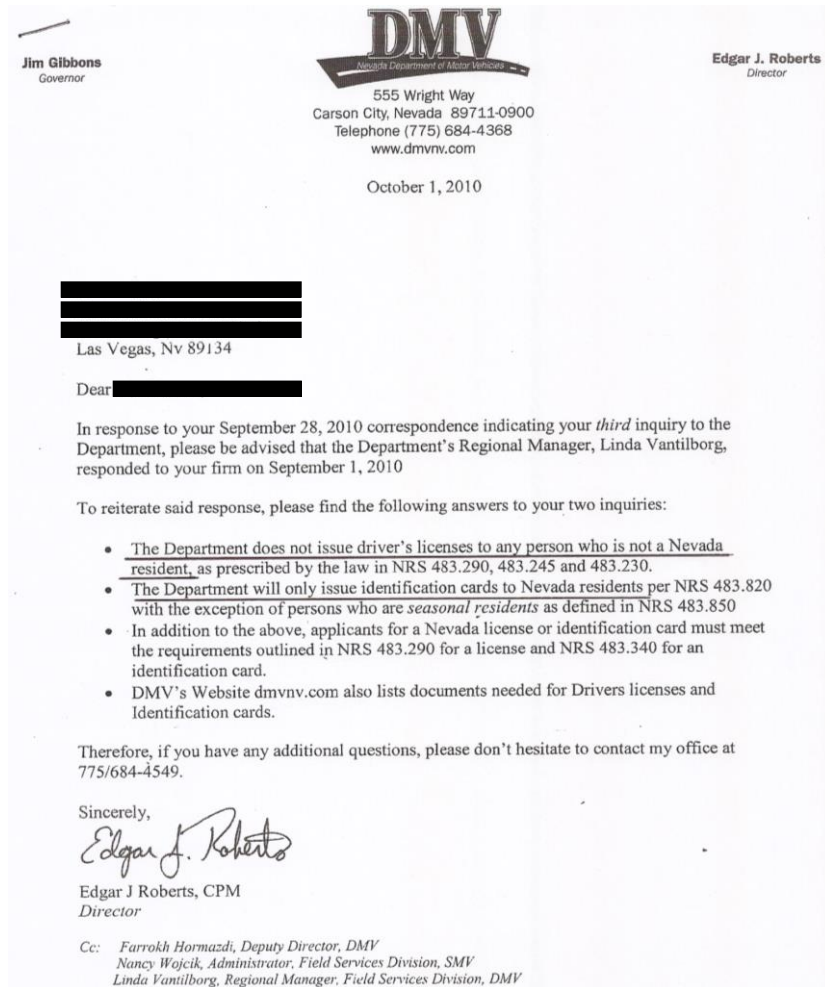 Jim Gibbons
Governor
DMV
Nevada Department of Motor Vehicles
555 Wright Way
Carson City, Nevada 89711-0900
Telephone (775) 684-4368
www.dmvnv.com
Edgar J. Roberts
Director
October 1, 2010
Las Vegas, Nv 89134
Dear
In response to your September 28, 2010 correspondence indicating your third inquiry to the
Department, please be advised that the Department's Regional Manager, Linda Vantilborg,
responded to your firm on September 1, 2010
To reiterate said response, please find the following answers to your two inquiries:
• The Department does not issue driver's licenses to any person who is not a Nevada
resident, as prescribed by the law in NRS 483.290, 483.245 and 483.230.
• The Department will only issue identification cards to Nevada residents per NRS 483.820
with the exception of persons who are seasonal residents as defined in NRS 483.850
• In addition to the above, applicants for a Nevada license or identification card must meet
the requirements outlined in NRS 483.290 for a license and NRS 483.340 for an
identification card.
• DMV's Website dmvnv.com also lists documents needed for Drivers licenses and
Identification cards.
Therefore, if you have any additional questions, please don't hesitate to contact my office at
775/684-4549.
Sincerely,
Edgar J. Roberts
Edgar J Roberts, CPM
Director
Cc: Farrokh Hormazdi, Deputy Director, DMV
Nancy Wojcik, Administrator, Field Services Division, SMV
Linda Vantilborg, Regional Manager, Field Services Division, DMV